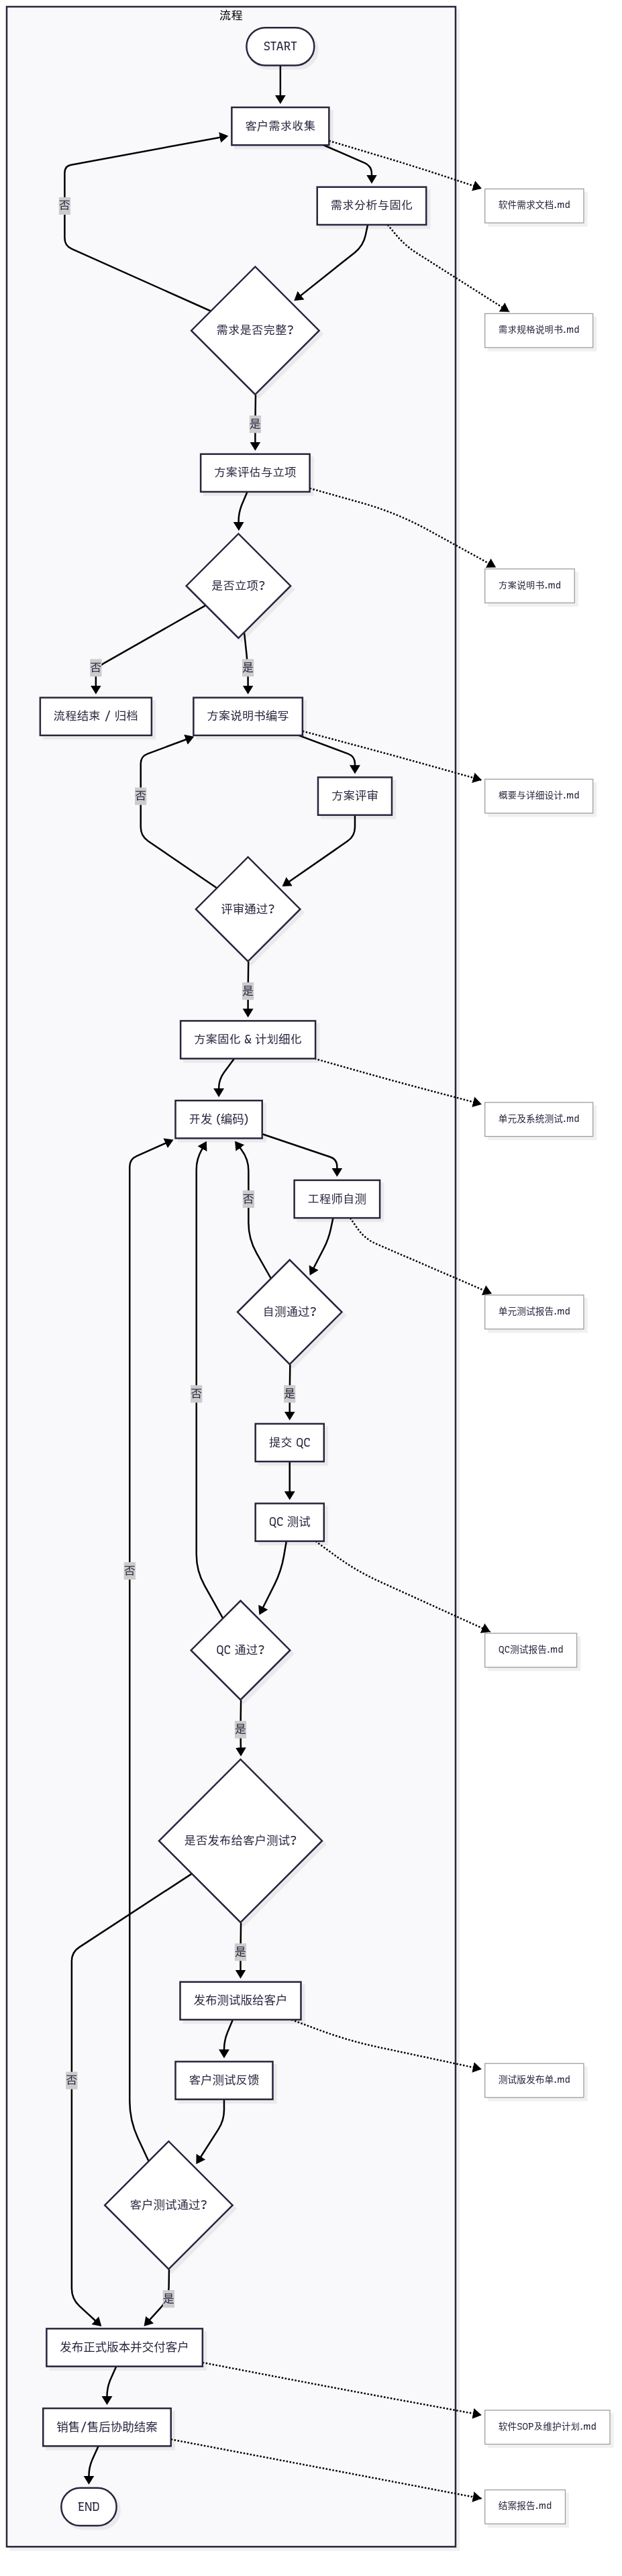 流程
START
客户需求收集
否
需求分析与固化
软件需求文档.md
需求规格说明书.md
需求是否完整?
是
方案评估与立项
是否立项?
方案说明书.md
否
是
流程结束 / 归档
方案说明书编写
否
方案评审
概要与详细设计.md
评审通过?
是
方案固化 & 计划细化
开发 (编码)
单元及系统测试.md
否
工程师自测
自测通过?
单元测试报告.md
否
是
提交 QC
QC 测试
否
QC 通过?
QC测试报告.md
是
是否发布给客户测试?
是
发布测试版给客户
否
客户测试反馈
测试版发布单.md
客户测试通过?
是
发布正式版本并交付客户
销售/售后协助结案
软件SOP及维护计划.md
END
结案报告.md